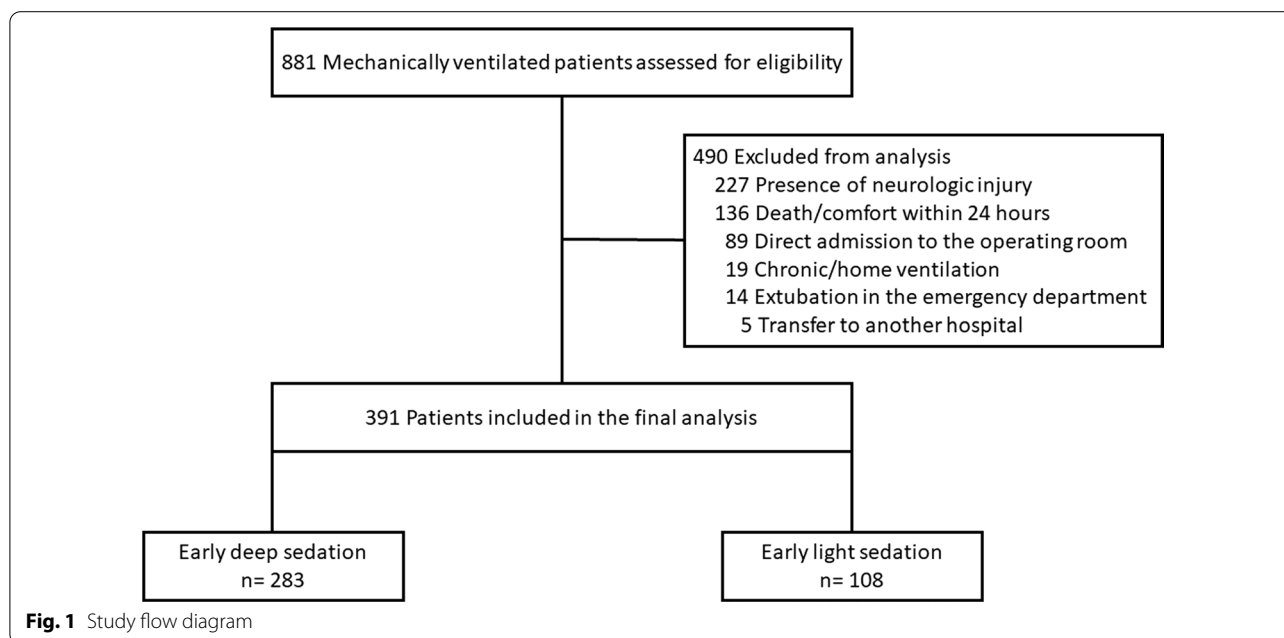 881 Mechanically ventilated patients assessed for eligibility
490 Excluded from analysis
227 Presence of neurologic injury
136 Death/comfort within 24 hours
89 Direct admission to the operating room
19 Chronic/home ventilation
14 Extubation in the emergency department
5 Transfer to another hospital
391 Patients included in the final analysis
Early deep sedation
n= 283
Early light sedation
n= 108
Fig. 1 Study flow diagram